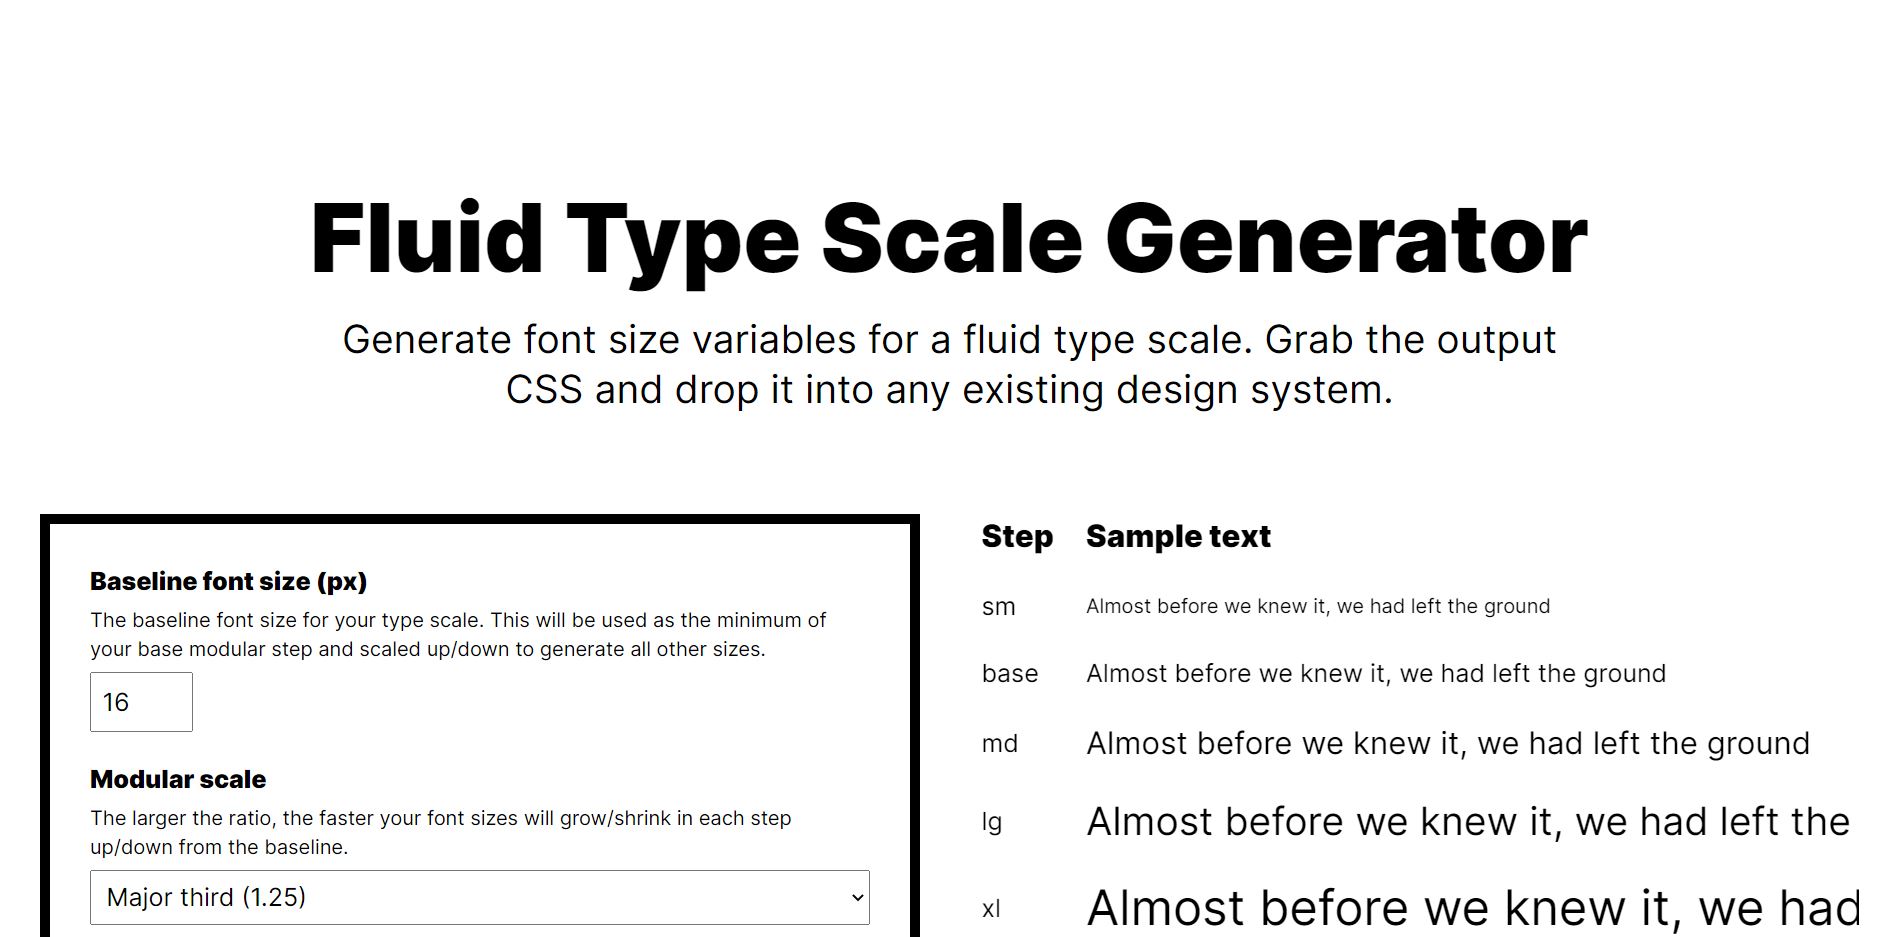 Fluid Type Scale Generator
Generate font size variables for a fluid type scale. Grab the output
CSS and drop it into any existing design system.
Baseline font size (px)
The baseline font size for your type scale. This will be used as the minimum of
your base modular step and scaled up/down to generate all other sizes.
16
Modular scale
The larger the ratio, the faster your font sizes will grow/shrink in each step
up/down from the baseline.
Major third (1.25)
Step Sample text
sm Almost before we knew it, we had left the ground
base Almost before we knew it, we had left the ground
md Almost before we knew it, we had left the ground
lg Almost before we knew it, we had left the
xl Almost before we knew it, we had